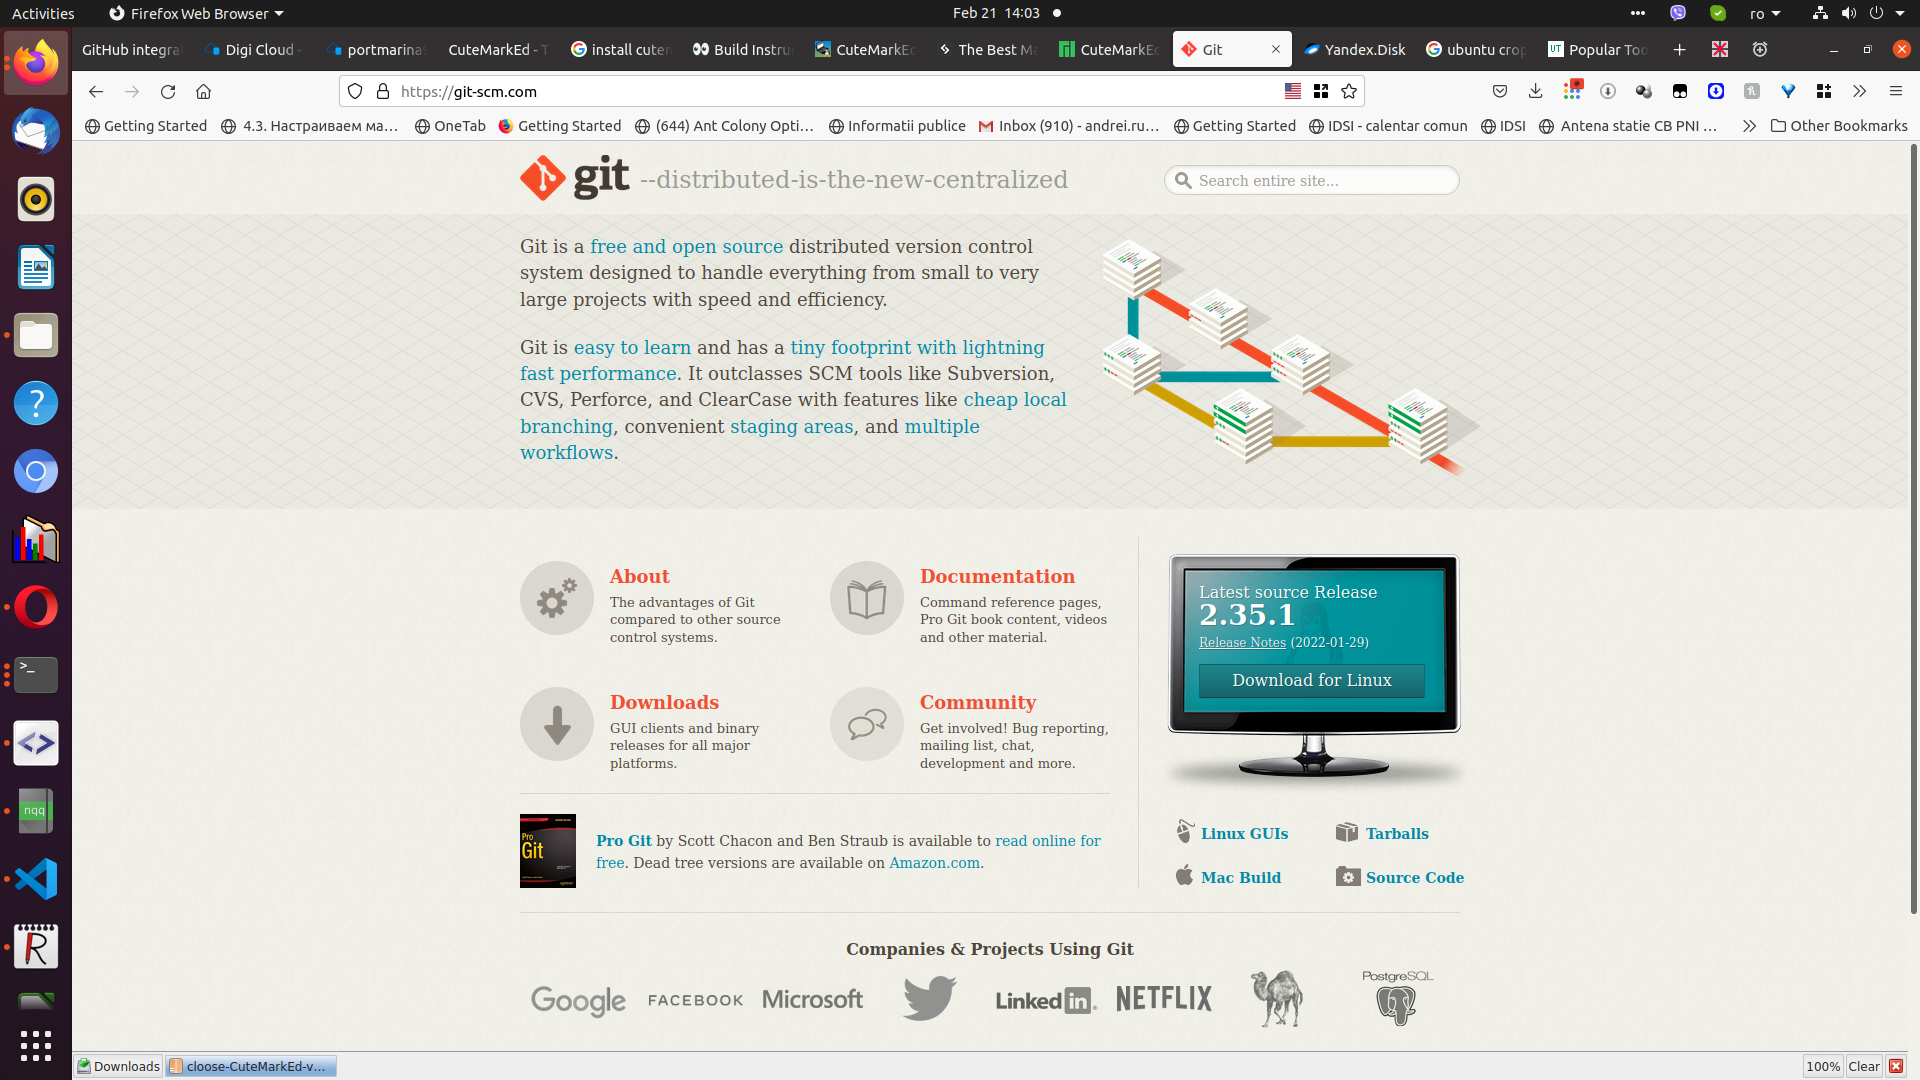 Activities
Firefox Web Browser
Feb 21 14:03
ro
GitHub integra
Digi Cloud -
portmarina
CuteMarkEd - T
install cutem
Build Instru
CuteMarkEd
The Best Ma
CuteMarkEd
Git
Yandex.Disk
ubuntu crop
Popular Too
https://git-scm.com
Getting Started
4.3. Настраиваем ма…
OneTab
Getting Started
(644) Ant Colony Opti…
Informatii publice
Inbox (910) - andrei.ru…
Getting Started
IDSI - calentar comun
IDSI
Antena statie CB PNI …
Other Bookmarks
git --distributed-is-the-new-centralized
Search entire site...
Git is a free and open source distributed version control
system designed to handle everything from small to very
large projects with speed and efficiency.
Git is easy to learn and has a tiny footprint with lightning
fast performance. It outclasses SCM tools like Subversion,
CVS, Perforce, and ClearCase with features like cheap local
branching, convenient staging areas, and multiple
workflows.
About
The advantages of Git
compared to other source
control systems.
Documentation
Command reference pages,
Pro Git book content, videos
and other material.
Downloads
GUI clients and binary
releases for all major
platforms.
Community
Get involved! Bug reporting,
mailing list, chat,
development and more.
Latest source Release
2.35.1
Release Notes (2022-01-29)
Download for Linux
Pro
Git
Pro Git by Scott Chacon and Ben Straub is available to read online for
free. Dead tree versions are available on Amazon.com.
Linux GUIs
Tarballs
Mac Build
Source Code
Companies & Projects Using Git
Google
FACEBOOK
Microsoft
Linked in
NETFLIX
PostgreSQL
nqq
Downloads
cloose-CuteMarkEd-v…
100%
Clear